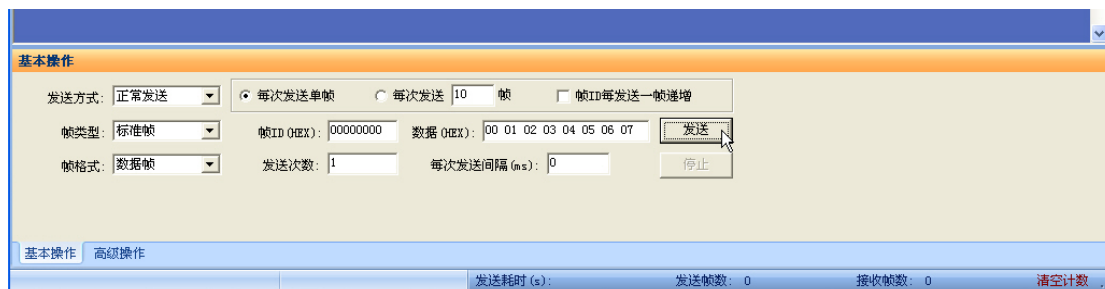 基本操作
发送方式: 正常发送 每次发送单帧 每次发送 10 帧 帧ID每发送一帧递增
帧类型: 标准帧 帧ID(HEX): 00000000 数据(HEX): 00 01 02 03 04 05 06 07 发送
帧格式: 数据帧 发送次数: 1 每次发送间隔(ms): 0 停止
基本操作 高级操作
发送耗时(s): 发送帧数: 0 接收帧数: 0 清空计数